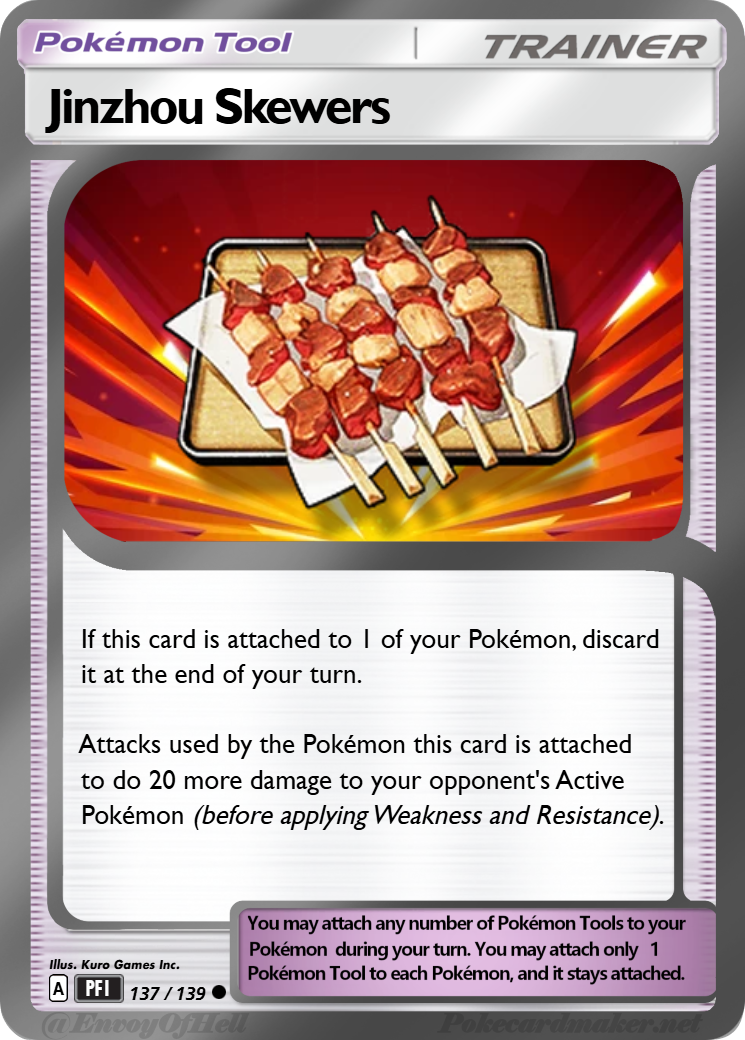 Pokémon Tool
TRAINER
Jinzhou Skewers
If this card is attached to 1 of your Pokémon, discard
it at the end of your turn.
Attacks used by the Pokémon this card is attached
to do 20 more damage to your opponent's Active
Pokémon (before applying Weakness and Resistance).
You may attach any number of Pokémon Tools to your
Pokémon during your turn. You may attach only 1
Pokémon Tool to each Pokémon, and it stays attached.
Illus. Kuro Games Inc.
A PFI 137 / 139
@EnvoyOfHell
Pokecardmaker.net